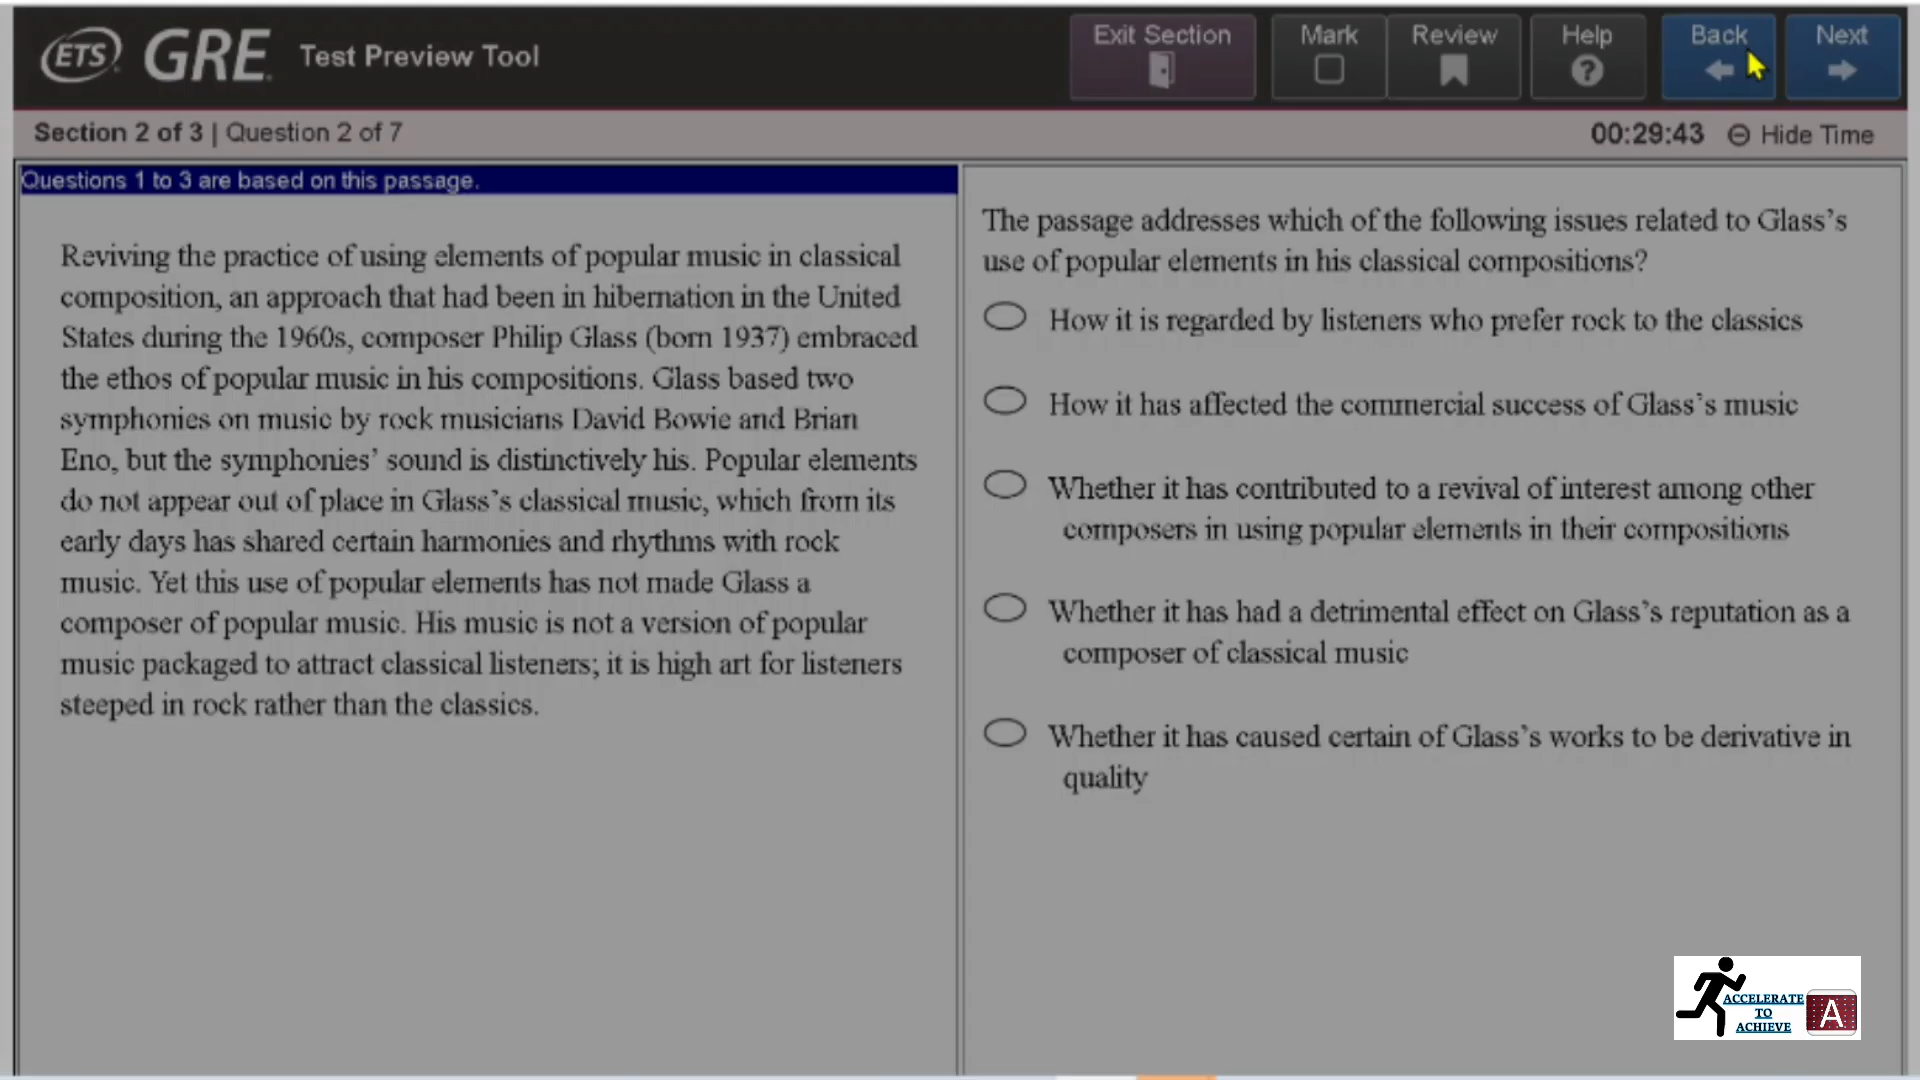 ETS GRE Test Preview Tool
Exit Section
Mark
Review
Help
Back
Next
Section 2 of 3 | Question 2 of 7
00:29:43 Hide Time
Questions 1 to 3 are based on this passage.
Reviving the practice of using elements of popular music in classical
composition, an approach that had been in hibernation in the United
States during the 1960s, composer Philip Glass (born 1937) embraced
the ethos of popular music in his compositions. Glass based two
symphonies on music by rock musicians David Bowie and Brian
Eno, but the symphonies' sound is distinctively his. Popular elements
do not appear out of place in Glass's classical music, which from its
early days has shared certain harmonies and rhythms with rock
music. Yet this use of popular elements has not made Glass a
composer of popular music. His music is not a version of popular
music packaged to attract classical listeners; it is high art for listeners
steeped in rock rather than the classics.
The passage addresses which of the following issues related to Glass's
use of popular elements in his classical compositions?
How it is regarded by listeners who prefer rock to the classics
How it has affected the commercial success of Glass's music
Whether it has contributed to a revival of interest among other
composers in using popular elements in their compositions
Whether it has had a detrimental effect on Glass's reputation as a
composer of classical music
Whether it has caused certain of Glass's works to be derivative in
quality
ACCELERATE
TO
ACHIEVE
A